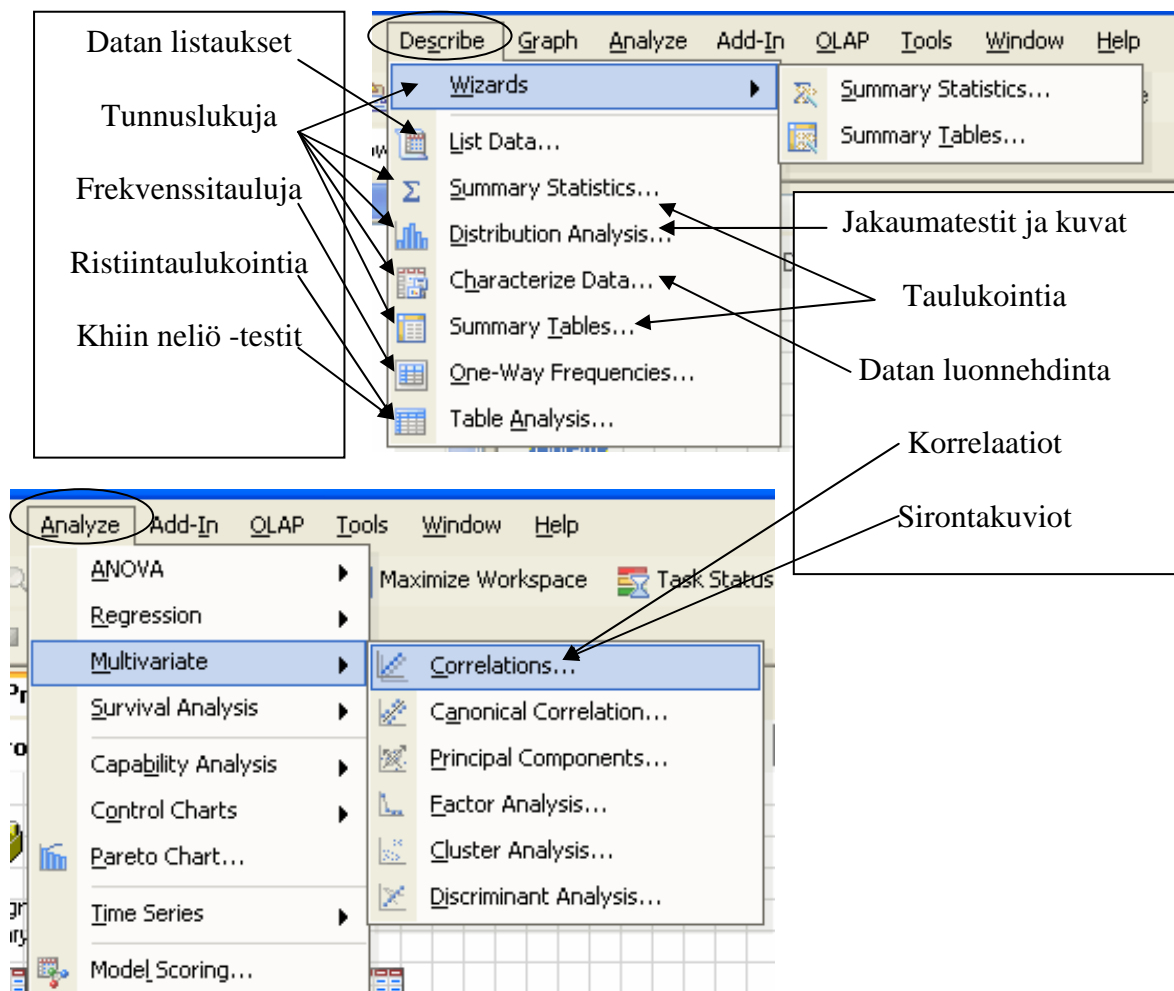 Datan listaukset
Tunnuslukuja
Frekvenssitauluja
Ristiintaulukointia
Khiin neliö -testit
Describe Graph Analyze Add-In OLAP Tools Window Help
Wizards
List Data...
Summary Statistics...
Distribution Analysis...
Characterize Data...
Summary Tables...
One-Way Frequencies...
Table Analysis...
Summary Statistics...
Summary Tables...
Jakaumatestit ja kuvat
Taulukointia
Datan luonnehdinta
Korrelaatiot
Sirontakuviot
Analyze Add-In OLAP Tools Window Help
Maximize Workspace Task Status
ANOVA
Regression
Multivariate
Survival Analysis
Capability Analysis
Control Charts
Pareto Chart...
Time Series
Model Scoring...
Correlations...
Canonical Correlation...
Principal Components...
Factor Analysis...
Cluster Analysis...
Discriminant Analysis...